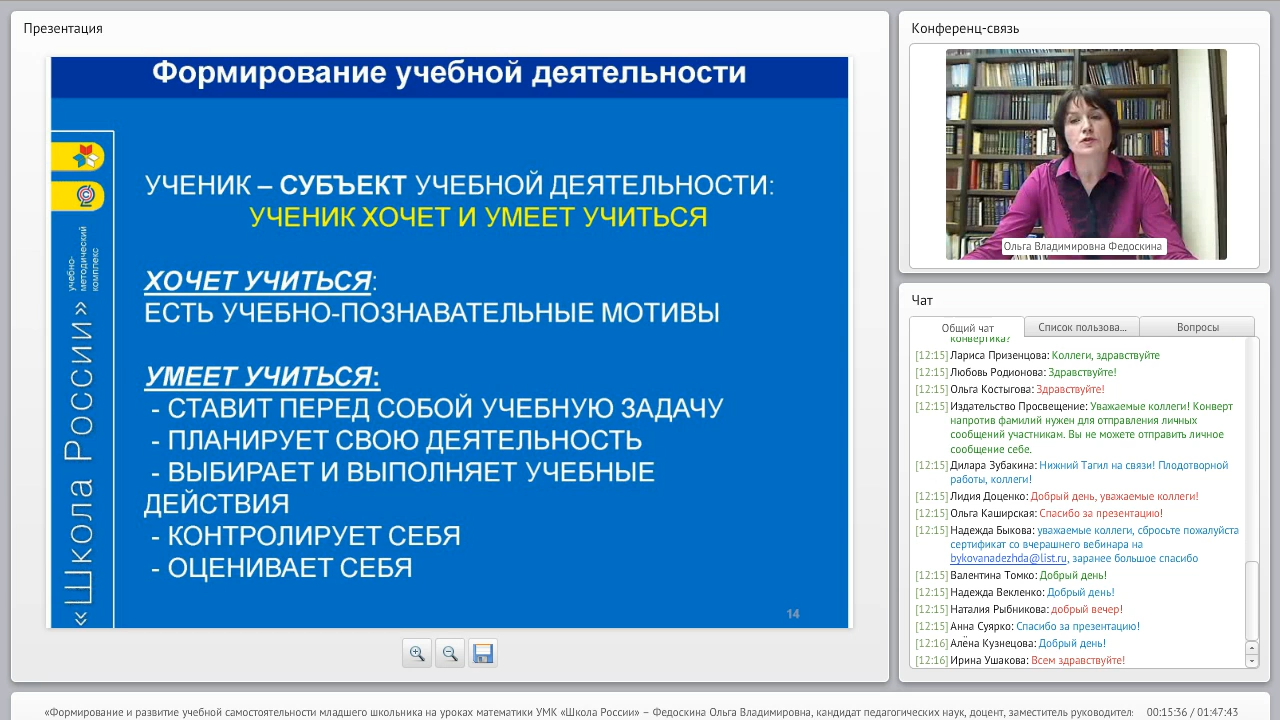 Презентация
Формирование учебной деятельности
УЧЕНИК – СУБЪЕКТ УЧЕБНОЙ ДЕЯТЕЛЬНОСТИ:
УЧЕНИК ХОЧЕТ И УМЕЕТ УЧИТЬСЯ
ХОЧЕТ УЧИТЬСЯ:
ЕСТЬ УЧЕБНО-ПОЗНАВАТЕЛЬНЫЕ МОТИВЫ
УМЕЕТ УЧИТЬСЯ:
- СТАВИТ ПЕРЕД СОБОЙ УЧЕБНУЮ ЗАДАЧУ
- ПЛАНИРУЕТ СВОЮ ДЕЯТЕЛЬНОСТЬ
- ВЫБИРАЕТ И ВЫПОЛНЯЕТ УЧЕБНЫЕ
ДЕЙСТВИЯ
- КОНТРОЛИРУЕТ СЕБЯ
- ОЦЕНИВАЕТ СЕБЯ
14
«Школа России»
учебно-
методический
комплекс
Конференц-связь
Ольга Владимировна Федоскина
Чат
Общий чат
Список пользова...
Вопросы
конвертика?
[12:15] Лариса Призенцова: Коллеги, здравствуйте
[12:15] Любовь Родионова: Здравствуйте!
[12:15] Ольга Костыгова: Здравствуйте!
[12:15] Издательство Просвещение: Уважаемые коллеги! Конверт
напротив фамилий нужен для отправления личных
сообщений участникам. Вы не можете отправить личное
сообщение себе.
[12:15] Дилара Зубакина: Нижний Тагил на связи! Плодотворной
работы, коллеги!
[12:15] Лидия Доценко: Добрый день, уважаемые коллеги!
[12:15] Ольга Каширская: Спасибо за презентацию!
[12:15] Надежда Быкова: уважаемые коллеги, сбросьте пожалуйста
сертификат со вчерашнего вебинара на
bykovanadezhda@list.ru, заранее большое спасибо
[12:15] Валентина Томко: Добрый день!
[12:15] Надежда Векленко: Добрый день!
[12:15] Наталия Рыбникова: добрый вечер!
[12:15] Анна Суярко: Спасибо за презентацию!
[12:16] Алёна Кузнецова: Добрый день!
[12:16] Ирина Ушакова: Всем здравствуйте!
«Формирование и развитие учебной самостоятельности младшего школьника на уроках математики УМК «Школа России» – Федоскина Ольга Владимировна, кандидат педагогических наук, доцент, заместитель руководител 00:15:36 / 01:47:43